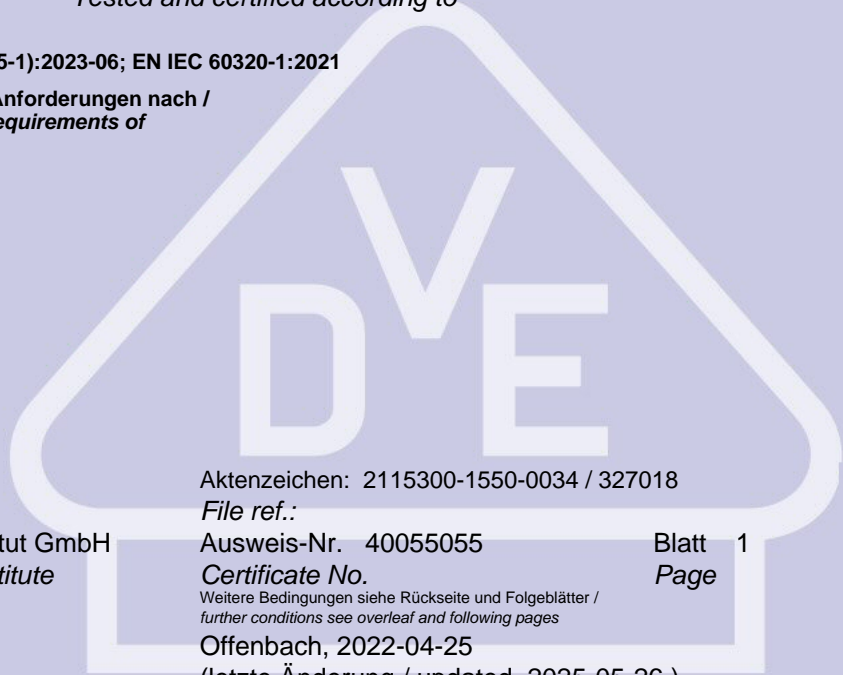 Tested and certified according to
5-1):2023-06; EN IEC 60320-1:2021
Anforderungen nach /
equirements of
VDE
Aktenzeichen: 2115300-1550-0034 / 327018
File ref.:
tut GmbH Ausweis-Nr. 40055055 Blatt 1
titute Certificate No. Page
Weitere Bedingungen siehe Rückseite und Folgeblätter /
further conditions see overleaf and following pages
Offenbach, 2022-04-25
(letzte Änderung / updated 2025-05-26 )